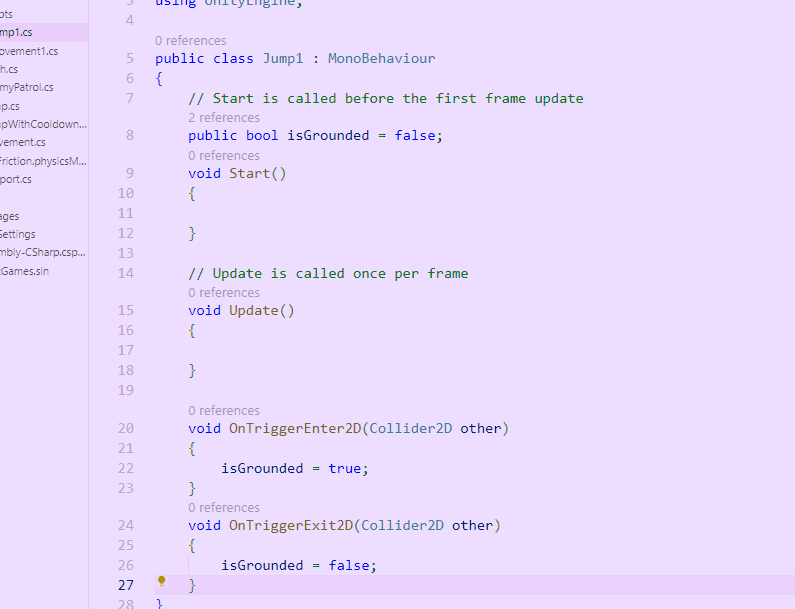 pts
mp1.cs
ovement1.cs
h.cs
myPatrol.cs
p.cs
pWithCooldown...
vement.cs
Friction.physicsM...
port.cs
ages
Settings
mbly-CSharp.csp...
tGames.sln
3 using UnityEngine;
4
0 references
5 public class Jump1 : MonoBehaviour
6 {
7 // Start is called before the first frame update
2 references
8 public bool isGrounded = false;
0 references
9 void Start()
10 {
11
12 }
13
14 // Update is called once per frame
0 references
15 void Update()
16 {
17
18 }
19
0 references
20 void OnTriggerEnter2D(Collider2D other)
21 {
22 isGrounded = true;
23 }
0 references
24 void OnTriggerExit2D(Collider2D other)
25 {
26 isGrounded = false;
27 }
28 }